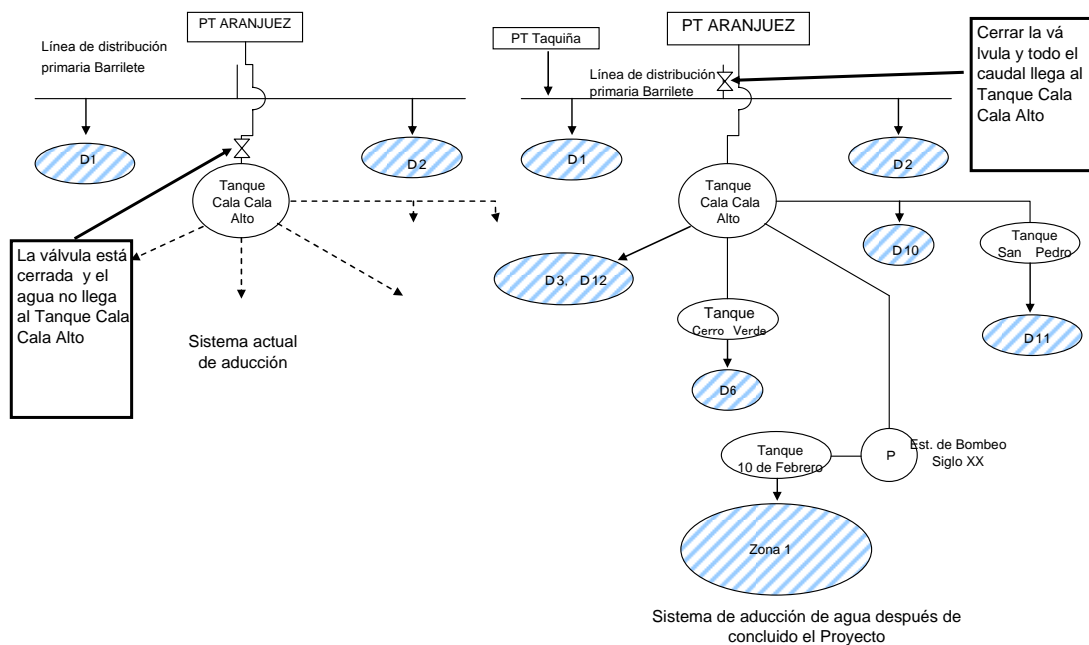 PT ARANJUEZ
Línea de distribución
primaria Barrilete
D1
D2
Tanque
Cala Cala
Alto
La válvula está
cerrada y el
agua no llega
al Tanque Cala
Cala Alto
Sistema actual
de aducción
PT Taquiña
PT ARANJUEZ
Línea de distribución
primaria Barrilete
Cerrar la vá
lvula y todo el
caudal llega al
Tanque Cala
Cala Alto
D1
D2
Tanque
Cala Cala
Alto
D10
Tanque
San Pedro
D3, D12
D11
Tanque
Cerro Verde
D6
Tanque
10 de Febrero
P
Est. de Bombeo
Siglo XX
Zona 1
Sistema de aducción de agua después de
concluido el Proyecto